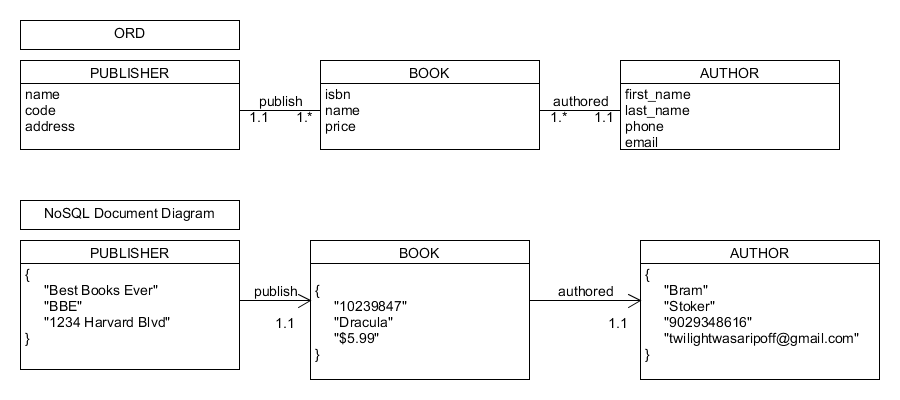 ORD
PUBLISHER
name
code
address
publish
1.1 1.*
BOOK
isbn
name
price
authored
1.* 1.1
AUTHOR
first_name
last_name
phone
email
NoSQL Document Diagram
PUBLISHER
{
"Best Books Ever"
"BBE"
"1234 Harvard Blvd"
}
publish
1.1
BOOK
{
"10239847"
"Dracula"
"$5.99"
}
authored
1.1
AUTHOR
{
"Bram"
"Stoker"
"9029348616"
"twilightwasaripoff@gmail.com"
}